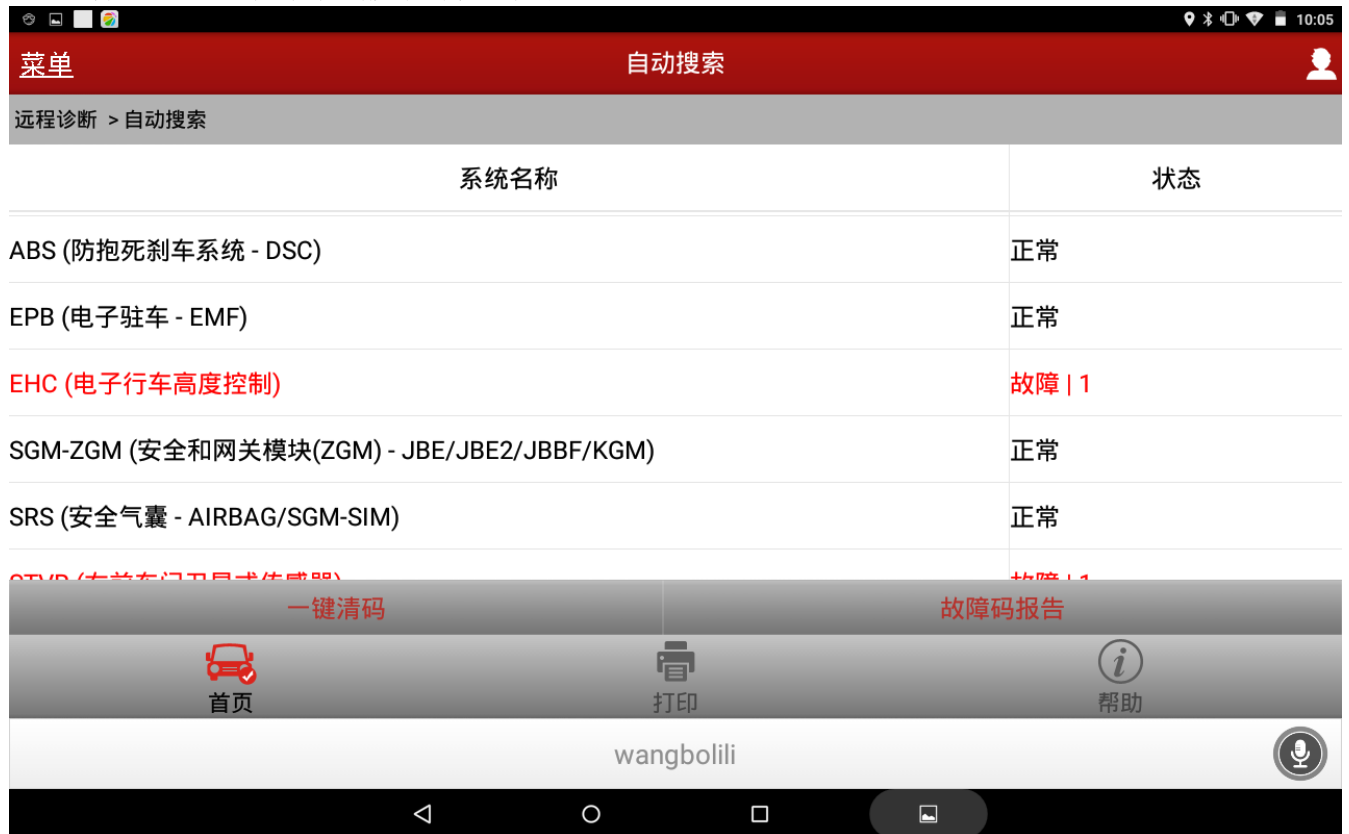 10:05
菜单
自动搜索
远程诊断 > 自动搜索
系统名称 状态
ABS (防抱死刹车系统 - DSC) 正常
EPB (电子驻车 - EMF) 正常
EHC (电子行车高度控制) 故障 | 1
SGM-ZGM (安全和网关模块(ZGM) - JBE/JBE2/JBBF/KGM) 正常
SRS (安全气囊 - AIRBAG/SGM-SIM) 正常
一键清码 故障码报告
首页 打印 帮助
wangbolili